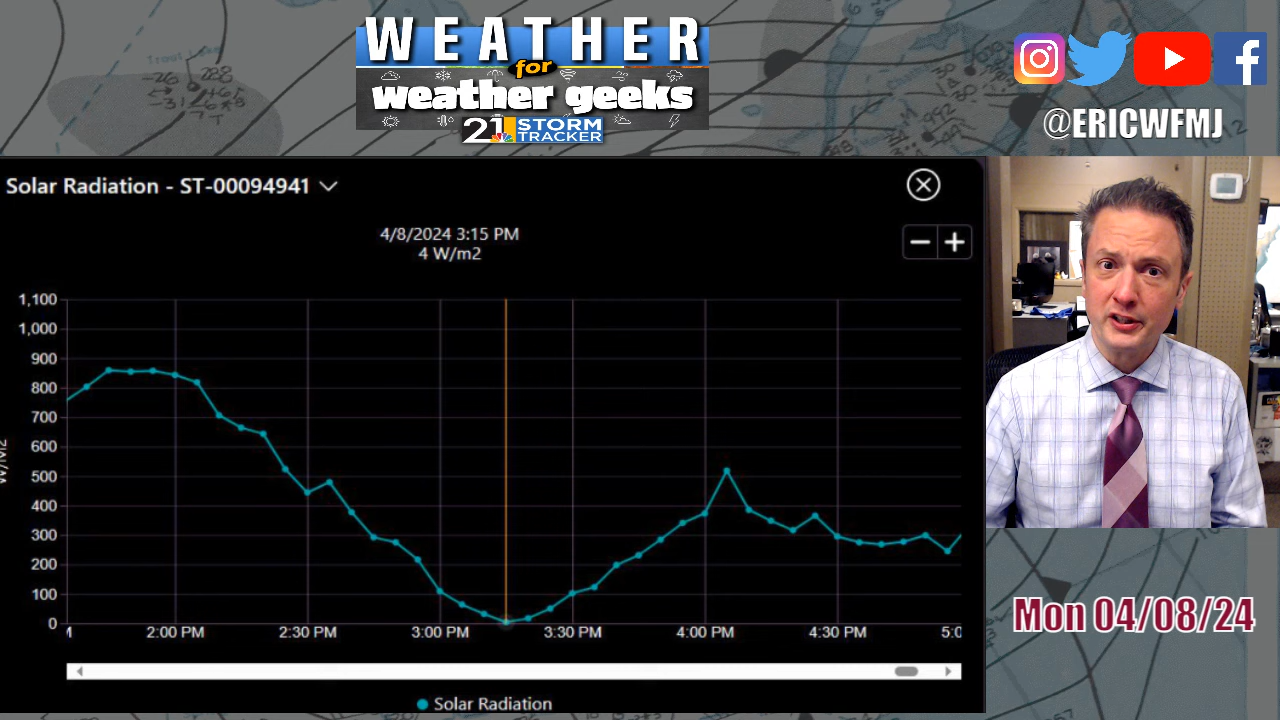 WEATHER
for
weather geeks
21 STORM
TRACKER
@ERICWFMJ
Solar Radiation - ST-00094941
4/8/2024 3:15 PM
4 W/m2
1,100
1,000
900
800
700
600
500
400
300
200
100
0
2:00 PM
2:30 PM
3:00 PM
3:30 PM
4:00 PM
4:30 PM
5:0
Solar Radiation
Mon 04/08/24